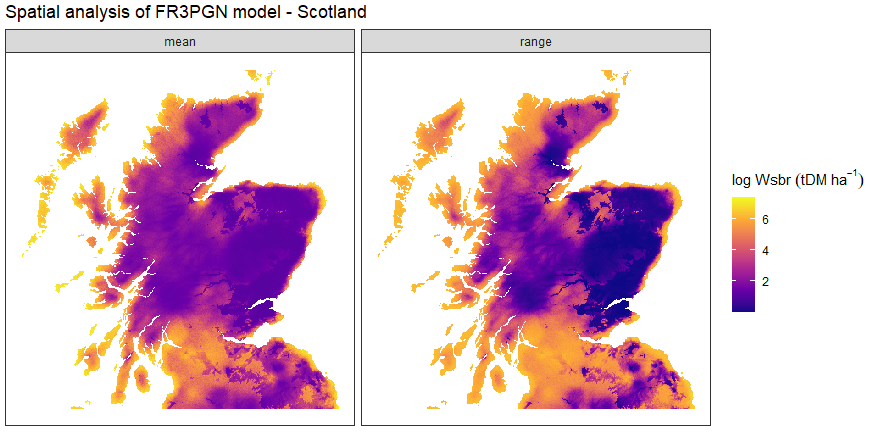 Spatial analysis of FR3PGN model - Scotland
mean
range
log Wsbr (tDM ha⁻¹)
6
4
2